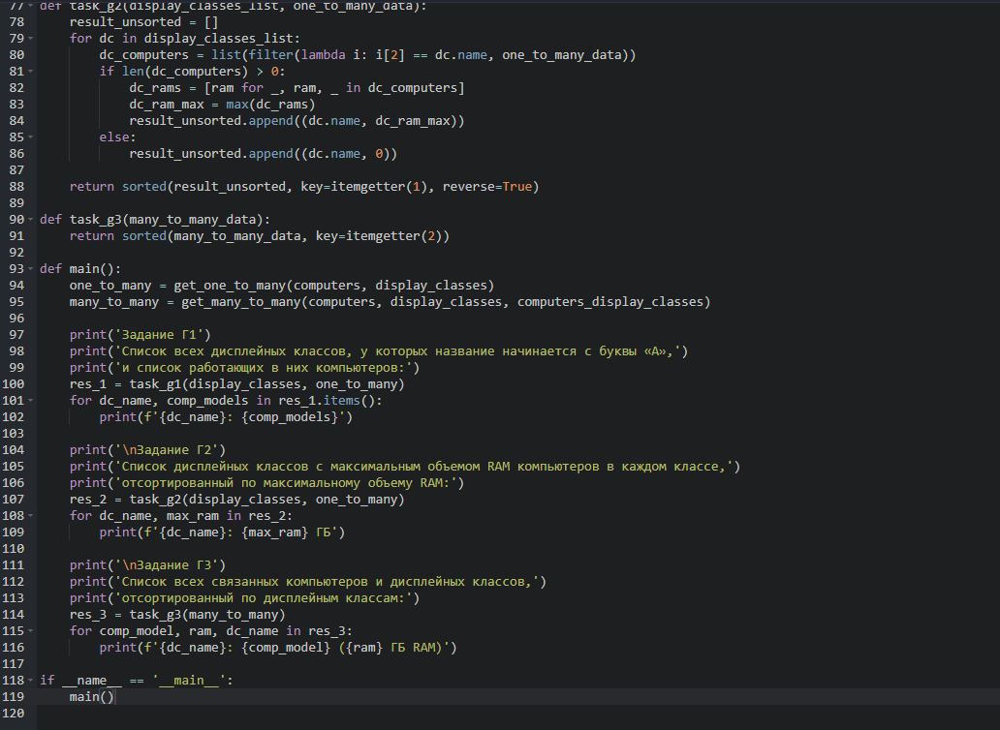 77 def task_g2(display_classes_list, one_to_many_data):
78     result_unsorted = []
79     for dc in display_classes_list:
80         dc_computers = list(filter(lambda i: i[2] == dc.name, one_to_many_data))
81         if len(dc_computers) > 0:
82             dc_rams = [ram for _, ram, _ in dc_computers]
83             dc_ram_max = max(dc_rams)
84             result_unsorted.append((dc.name, dc_ram_max))
85         else:
86             result_unsorted.append((dc.name, 0))
87
88     return sorted(result_unsorted, key=itemgetter(1), reverse=True)
89
90 def task_g3(many_to_many_data):
91     return sorted(many_to_many_data, key=itemgetter(2))
92
93 def main():
94     one_to_many = get_one_to_many(computers, display_classes)
95     many_to_many = get_many_to_many(computers, display_classes, computers_display_classes)
96
97     print('Задание Г1')
98     print('Список всех дисплейных классов, у которых название начинается с буквы «А»,')
99     print('и список работающих в них компьютеров:')
100     res_1 = task_g1(display_classes, one_to_many)
101     for dc_name, comp_models in res_1.items():
102         print(f'{dc_name}: {comp_models}')
103
104     print('\nЗадание Г2')
105     print('Список дисплейных классов с максимальным объемом RAM компьютеров в каждом классе,')
106     print('отсортированный по максимальному объему RAM:')
107     res_2 = task_g2(display_classes, one_to_many)
108     for dc_name, max_ram in res_2:
109         print(f'{dc_name}: {max_ram} ГБ')
110
111     print('\nЗадание Г3')
112     print('Список всех связанных компьютеров и дисплейных классов,')
113     print('отсортированный по дисплейным классам:')
114     res_3 = task_g3(many_to_many)
115     for comp_model, ram, dc_name in res_3:
116         print(f'{dc_name}: {comp_model} ({ram} ГБ RAM)')
117
118 if __name__ == '__main__':
119     main()
120